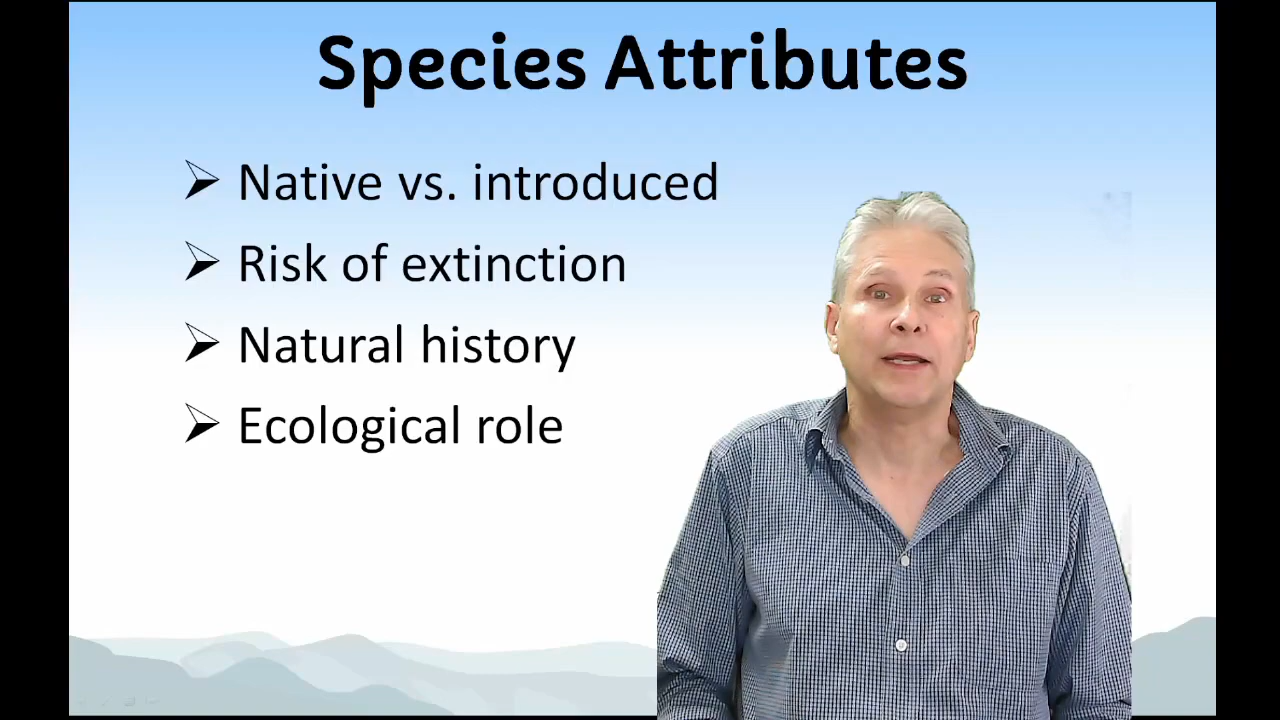 Species Attributes
Native vs. introduced
Risk of extinction
Natural history
Ecological role